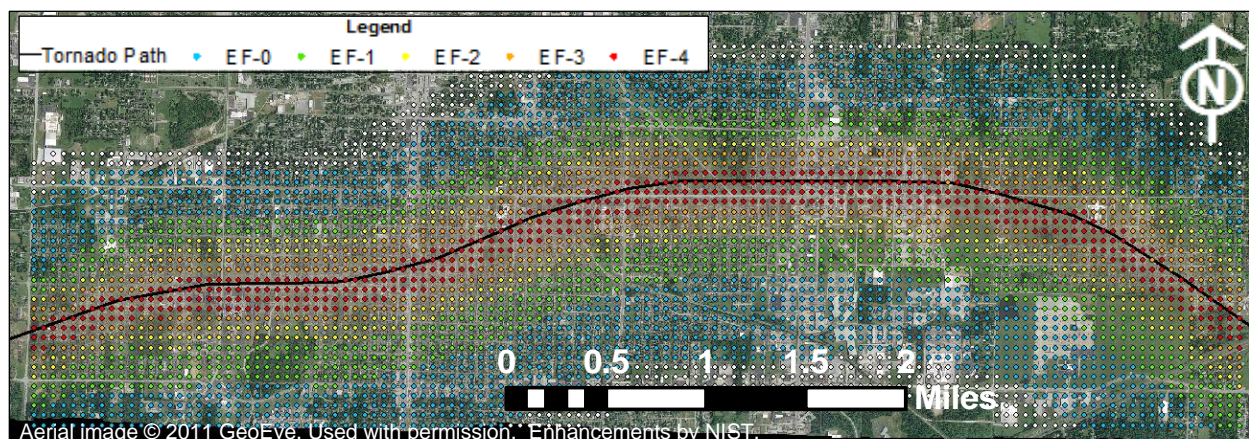 Legend
Tornado Path EF-0 EF-1 EF-2 EF-3 EF-4
N
0 0.5 1 1.5 2
Miles
Aerial image © 2011 GeoEye. Used with permission. Enhancements by NIST.